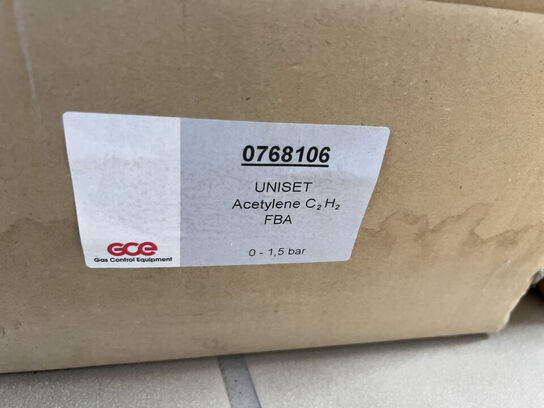 0768106
UNISET
Acetylene C₂H₂
FBA
0 - 1,5 bar
GCE
Gas Control Equipment